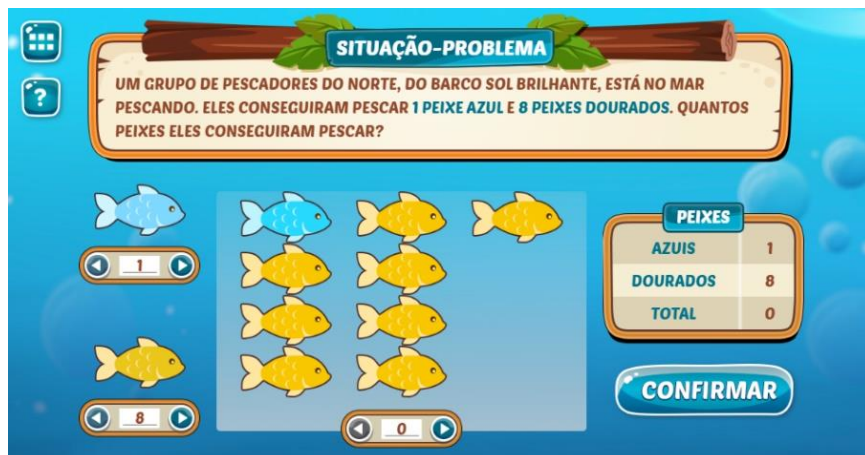 SITUAÇÃO-PROBLEMA
UM GRUPO DE PESCADORES DO NORTE, DO BARCO SOL BRILHANTE, ESTÁ NO MAR
PESCANDO. ELES CONSEGUIRAM PESCAR 1 PEIXE AZUL E 8 PEIXES DOURADOS. QUANTOS
PEIXES ELES CONSEGUIRAM PESCAR?
?
1
8
0
PEIXES
AZUIS 1
DOURADOS 8
TOTAL 0
CONFIRMAR